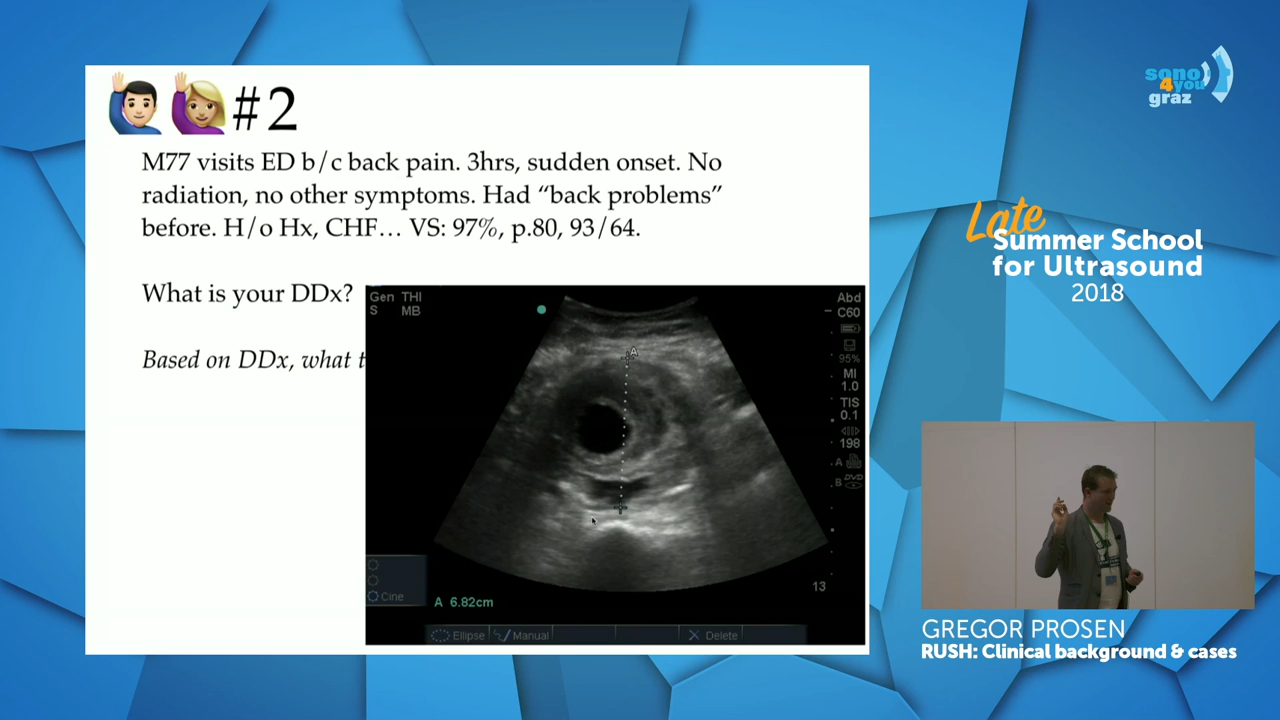 #2
M77 visits ED b/c back pain. 3hrs, sudden onset. No
radiation, no other symptoms. Had “back problems”
before. H/o Hx, CHF… VS: 97%, p.80, 93/64.
What is your DDx?
Based on DDx, what t
Gen THI
S MB
Abd
C60
95%
MI
1.0
TIS
0.1
198
A
B DVD
A
13
Cine
A 6.82cm
Ellipse Manual Delete
sono
4you
graz
Late
Summer School
for Ultrasound
2018
GREGOR PROSEN
RUSH: Clinical background & cases